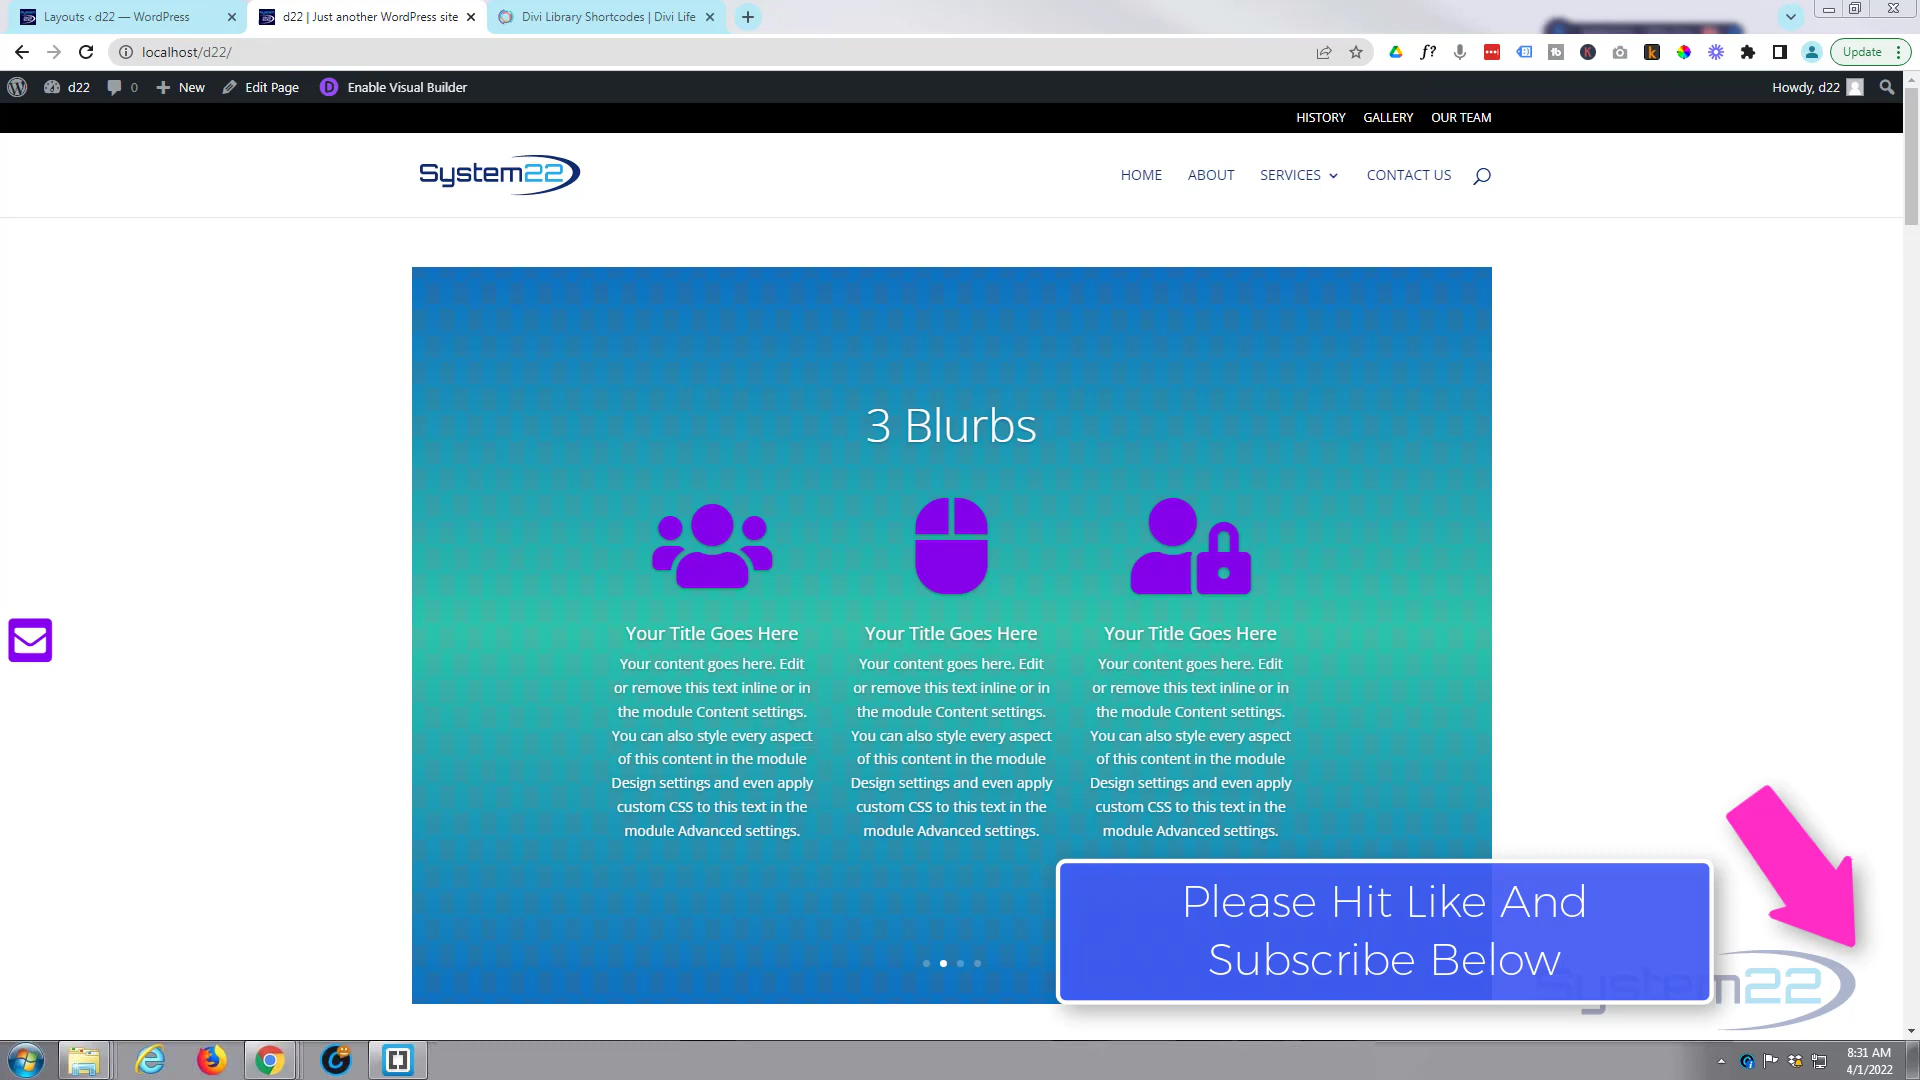 Layouts ‹ d22 — WordPress
d22 | Just another WordPress site
Divi Library Shortcodes | Divi Life
localhost/d22/
Update
d22
0
New
Edit Page
D
Enable Visual Builder
Howdy, d22
HISTORY
GALLERY
OUR TEAM
System22
HOME
ABOUT
SERVICES
CONTACT US
3 Blurbs
Your Title Goes Here
Your content goes here. Edit
or remove this text inline or in
the module Content settings.
You can also style every aspect
of this content in the module
Design settings and even apply
custom CSS to this text in the
module Advanced settings.
Your Title Goes Here
Your content goes here. Edit
or remove this text inline or in
the module Content settings.
You can also style every aspect
of this content in the module
Design settings and even apply
custom CSS to this text in the
module Advanced settings.
Your Title Goes Here
Your content goes here. Edit
or remove this text inline or in
the module Content settings.
You can also style every aspect
of this content in the module
Design settings and even apply
custom CSS to this text in the
module Advanced settings.
Please Hit Like And
Subscribe Below
System22
8:31 AM
4/1/2022